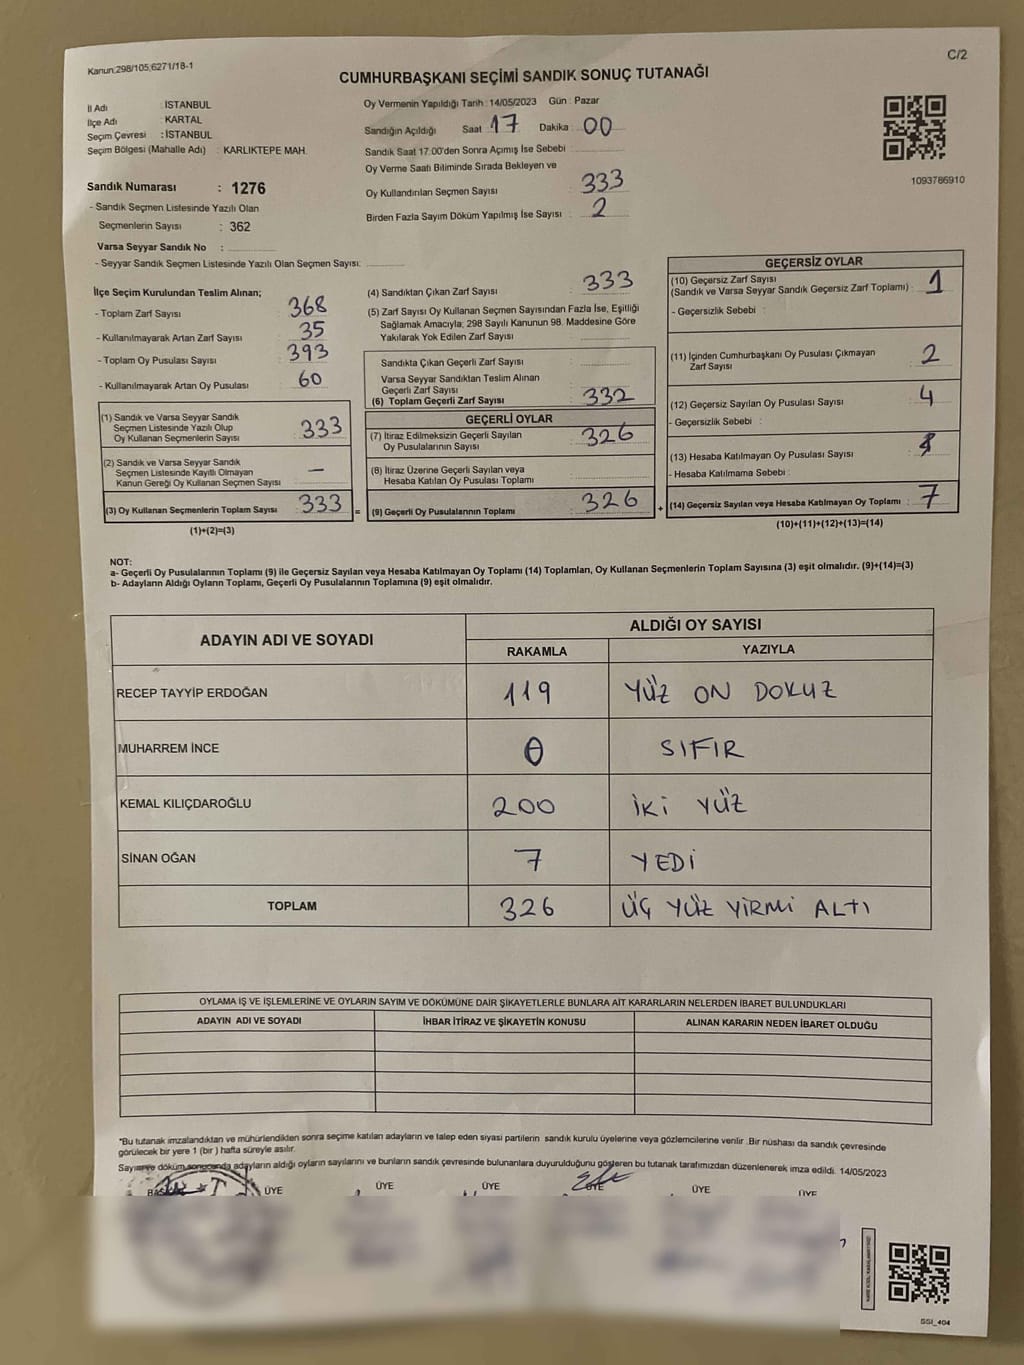 Kanun:298/105;6271/18-1
C/2
CUMHURBAŞKANI SEÇİMİ SANDIK SONUÇ TUTANAĞI
İl Adı : İSTANBUL
İlçe Adı : KARTAL
Seçim Çevresi : İSTANBUL
Seçim Bölgesi (Mahalle Adı) : KARLIKTEPE MAH.
Sandık Numarası : 1276
- Sandık Seçmen Listesinde Yazılı Olan
Seçmenlerin Sayısı : 362
Varsa Seyyar Sandık No :
- Seyyar Sandık Seçmen Listesinde Yazılı Olan Seçmen Sayısı:
Oy Vermenin Yapıldığı Tarih : 14/05/2023 Gün : Pazar
Sandığın Açıldığı Saat 17 Dakika : 00
Sandık Saat 17:00'den Sonra Açımış İse Sebebi :
Oy Verme Saati Bitiminde Sırada Bekleyen ve
Oy Kullandırılan Seçmen Sayısı : 333
Birden Fazla Sayım Döküm Yapılmış İse Sayısı : 2
1093786910
İlçe Seçim Kurulundan Teslim Alınan;
- Toplam Zarf Sayısı : 368
- Kullanılmayarak Artan Zarf Sayısı : 35
- Toplam Oy Pusulası Sayısı : 393
- Kullanılmayarak Artan Oy Pusulası : 60
(1) Sandık ve Varsa Seyyar Sandık
Seçmen Listesinde Yazılı Olup
Oy Kullanan Seçmenlerin Sayısı : 333
(2) Sandık ve Varsa Seyyar Sandık
Seçmen Listesinde Kayıtlı Olmayan
Kanun Gereği Oy Kullanan Seçmen Sayısı : —
(3) Oy Kullanan Seçmenlerin Toplam Sayısı : 333
(1)+(2)=(3)
=
(4) Sandıktan Çıkan Zarf Sayısı : 333
(5) Zarf Sayısı Oy Kullanan Seçmen Sayısından Fazla İse, Eşitliği
Sağlamak Amacıyla; 298 Sayılı Kanunun 98. Maddesine Göre
Yakılarak Yok Edilen Zarf Sayısı :
Sandıkta Çıkan Geçerli Zarf Sayısı :
Varsa Seyyar Sandıktan Teslim Alınan
Geçerli Zarf Sayısı :
(6) Toplam Geçerli Zarf Sayısı : 332
GEÇERLİ OYLAR
(7) İtiraz Edilmeksizin Geçerli Sayılan
Oy Pusulalarının Sayısı : 326
(8) İtiraz Üzerine Geçerli Sayılan veya
Hesaba Katılan Oy Pusulası Toplamı :
(9) Geçerli Oy Pusulalarının Toplamı : 326
+
GEÇERSİZ OYLAR
(10) Geçersiz Zarf Sayısı
(Sandık ve Varsa Seyyar Sandık Geçersiz Zarf Toplamı) : 1
- Geçersizlik Sebebi :
(11) İçinden Cumhurbaşkanı Oy Pusulası Çıkmayan
Zarf Sayısı : 2
(12) Geçersiz Sayılan Oy Pusulası Sayısı : 4
- Geçersizlik Sebebi :
(13) Hesaba Katılmayan Oy Pusulası Sayısı :
- Hesaba Katılmama Sebebi :
(14) Geçersiz Sayılan veya Hesaba Katılmayan Oy Toplamı : 7
(10)+(11)+(12)+(13)=(14)
NOT:
a- Geçerli Oy Pusulalarının Toplamı (9) ile Geçersiz Sayılan veya Hesaba Katılmayan Oy Toplamı (14) Toplamları, Oy Kullanan Seçmenlerin Toplam Sayısına (3) eşit olmalıdır. (9)+(14)=(3)
b- Adayların Aldığı Oyların Toplamı, Geçerli Oy Pusulalarının Toplamına (9) eşit olmalıdır.
ADAYIN ADI VE SOYADI
ALDIĞI OY SAYISI
RAKAMLA YAZIYLA
RECEP TAYYİP ERDOĞAN 119 YÜZ ON DOKUZ
MUHARREM İNCE 0 SIFIR
KEMAL KILIÇDAROĞLU 200 İKİ YÜZ
SİNAN OĞAN 7 YEDİ
TOPLAM 326 ÜÇ YÜZ YİRMİ ALTI
OYLAMA İŞ VE İŞLEMLERİNE VE OYLARIN SAYIM VE DÖKÜMÜNE DAİR ŞİKAYETLERLE BUNLARA AİT KARARLARIN NELERDEN İBARET BULUNDUKLARI
ADAYIN ADI VE SOYADI İHBAR İTİRAZ VE ŞİKAYETİN KONUSU ALINAN KARARIN NEDEN İBARET OLDUĞU
*Bu tutanak imzalandıktan ve mühürlendikten sonra seçime katılan adayların ve talep eden siyasi partilerin sandık kurulu üyelerine veya gözlemcilerine verilir. Bir nüshası da sandık çevresinde
görülecek bir yere 1 (bir) hafta süreyle asılır.
Sayım ve döküm sonucunda adayların aldığı oyların sayılarını ve bunların sandık çevresinde bulunanlara duyurulduğunu gösteren bu tutanak tarafımızdan düzenlenerek imza edildi. 14/05/2023
ÜYE ÜYE ÜYE ÜYE ÜYE ÜYE
SSI_404